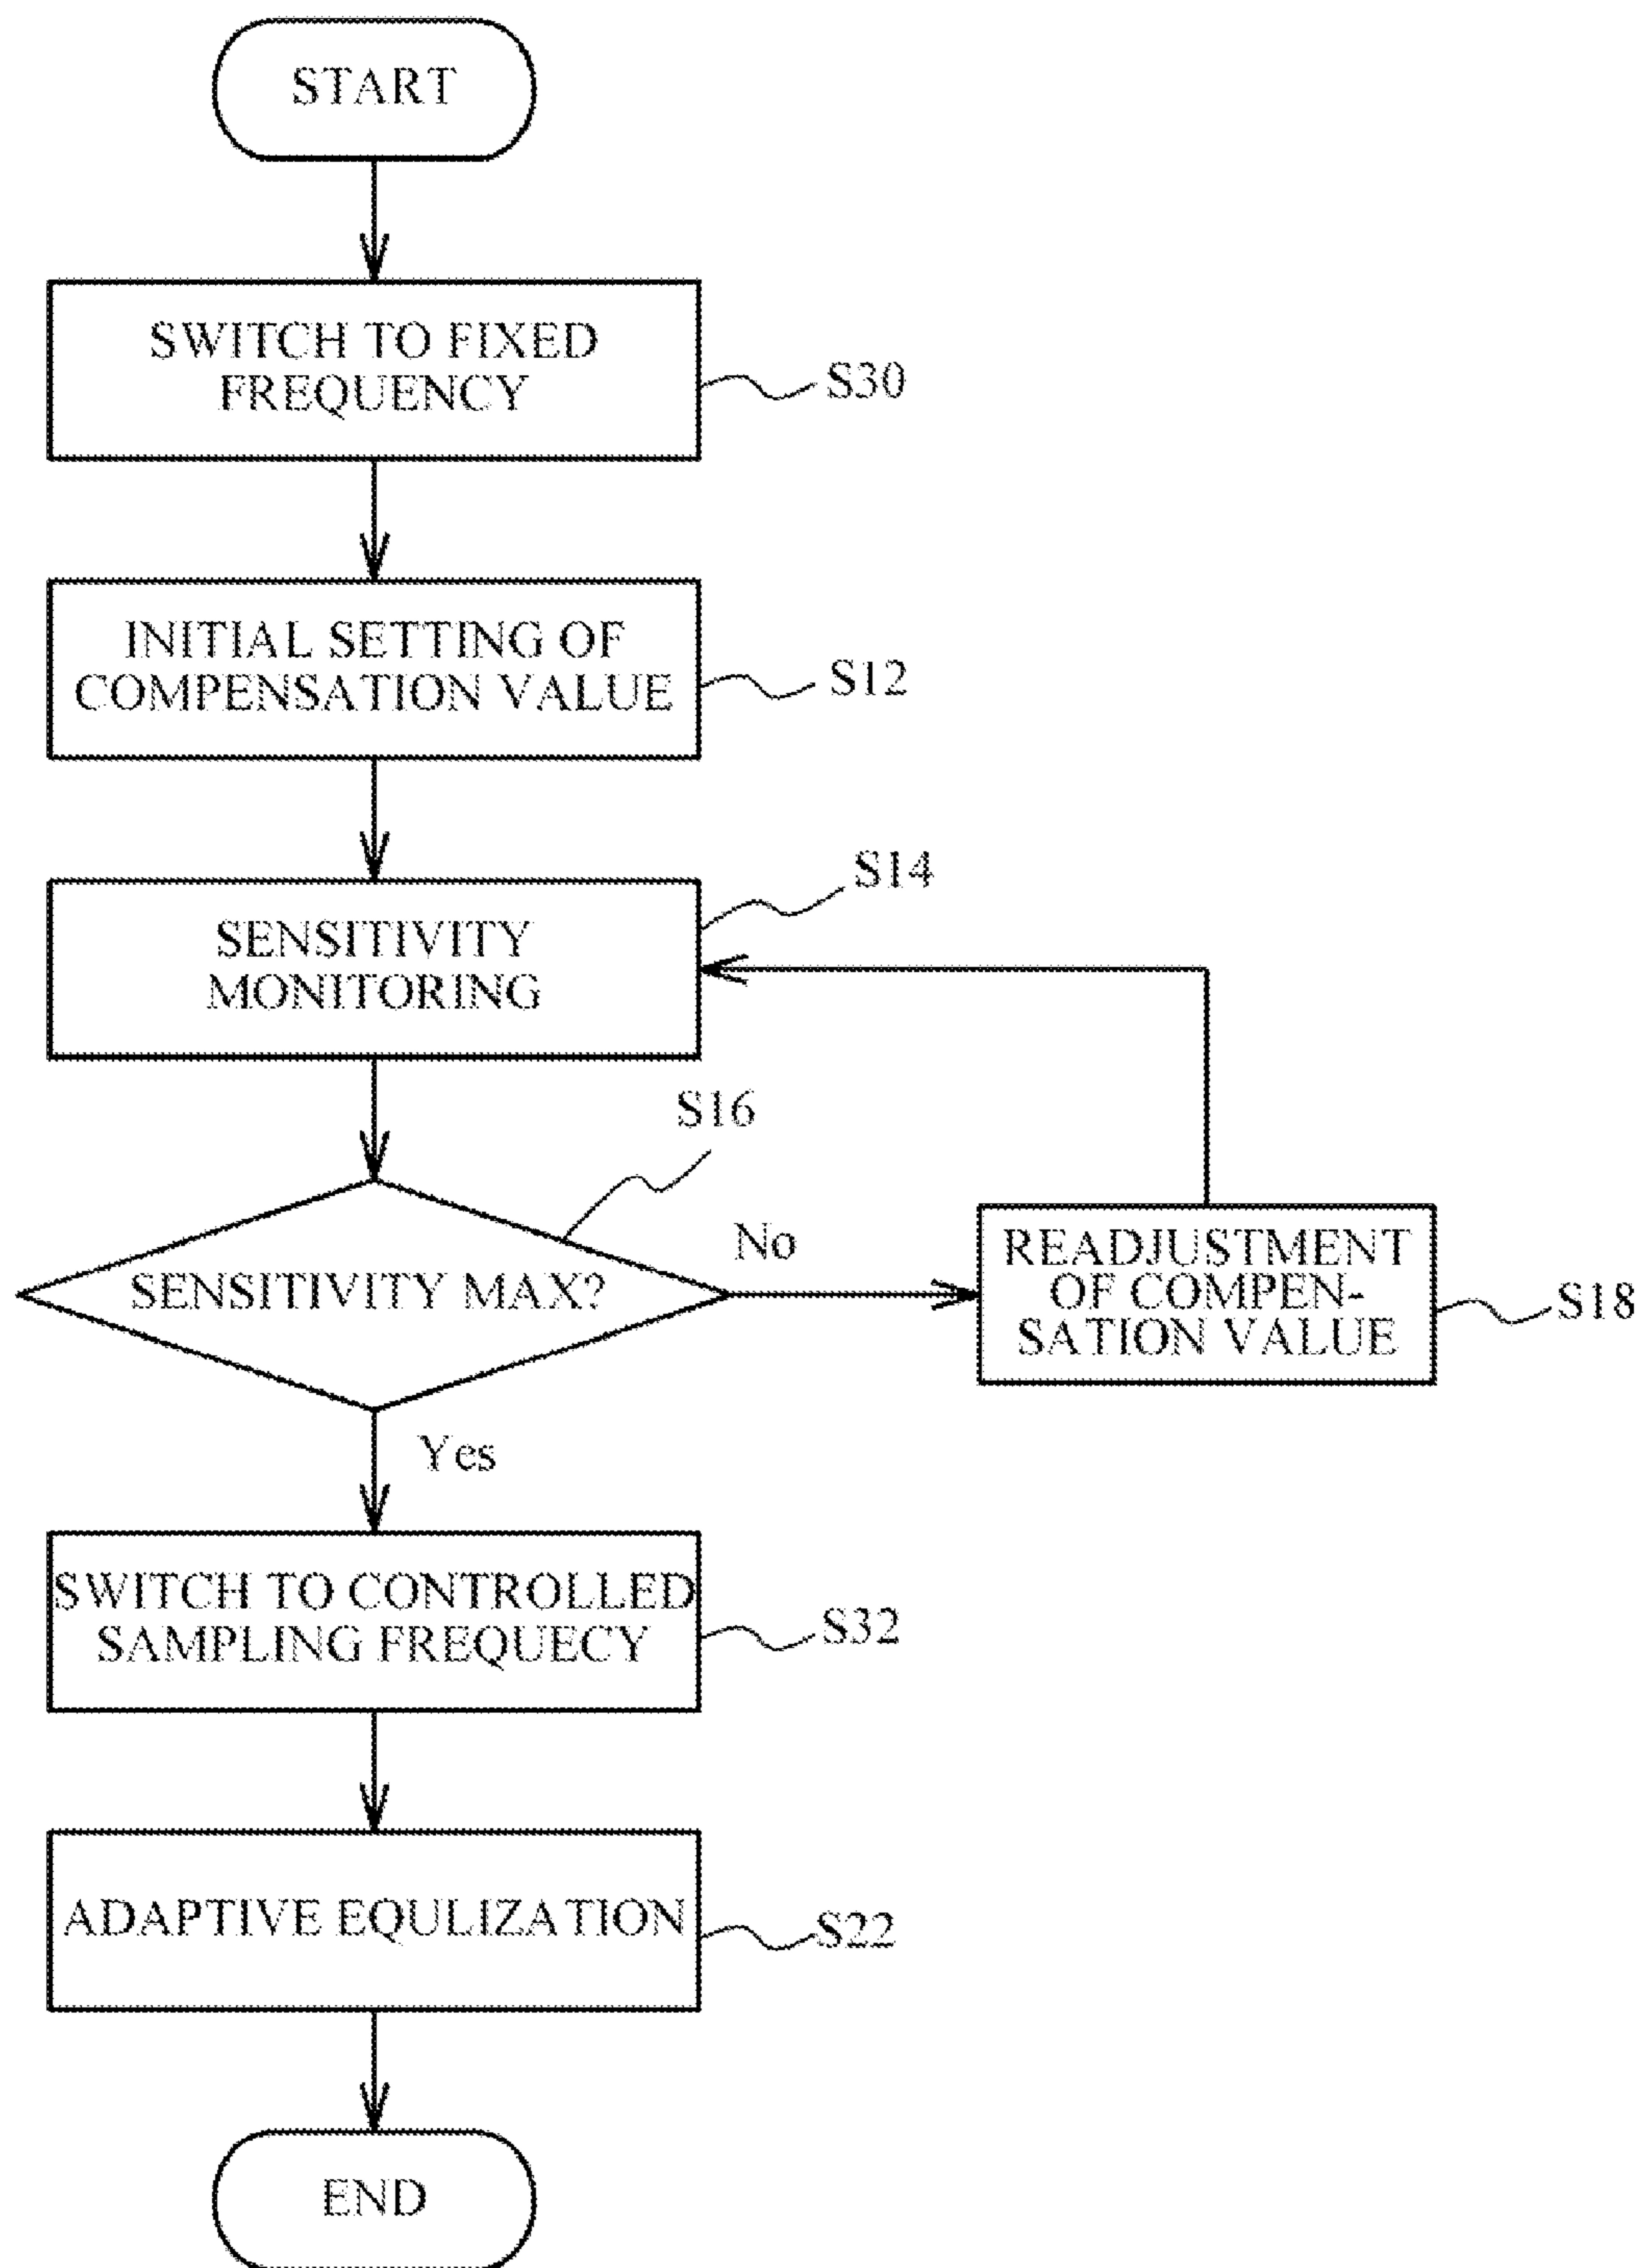 START
SWITCH TO FIXED
FREQUENCY
S30
INITIAL SETTING OF
COMPENSATION VALUE
S12
S14
SENSITIVITY
MONITORING
S16
No
SENSITIVITY MAX?
READJUSTMENT
OF COMPEN-
SATION VALUE
S18
Yes
SWITCH TO CONTROLLED
SAMPLING FREQUECY
S32
ADAPTIVE EQULIZATION
S22
END